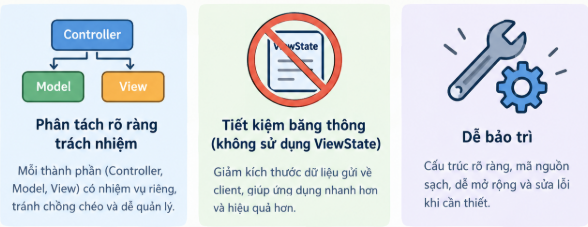 Controller
Model
View
Phân tách rõ ràng
trách nhiệm
Mỗi thành phần (Controller,
Model, View) có nhiệm vụ riêng,
tránh chồng chéo và dễ quản lý.
ViewState
Tiết kiệm băng thông
(không sử dụng ViewState)
Giảm kích thước dữ liệu gửi về
client, giúp ứng dụng nhanh hơn
và hiệu quả hơn.
Dễ bảo trì
Cấu trúc rõ ràng, mã nguồn
sạch, dễ mở rộng và sửa lỗi
khi cần thiết.